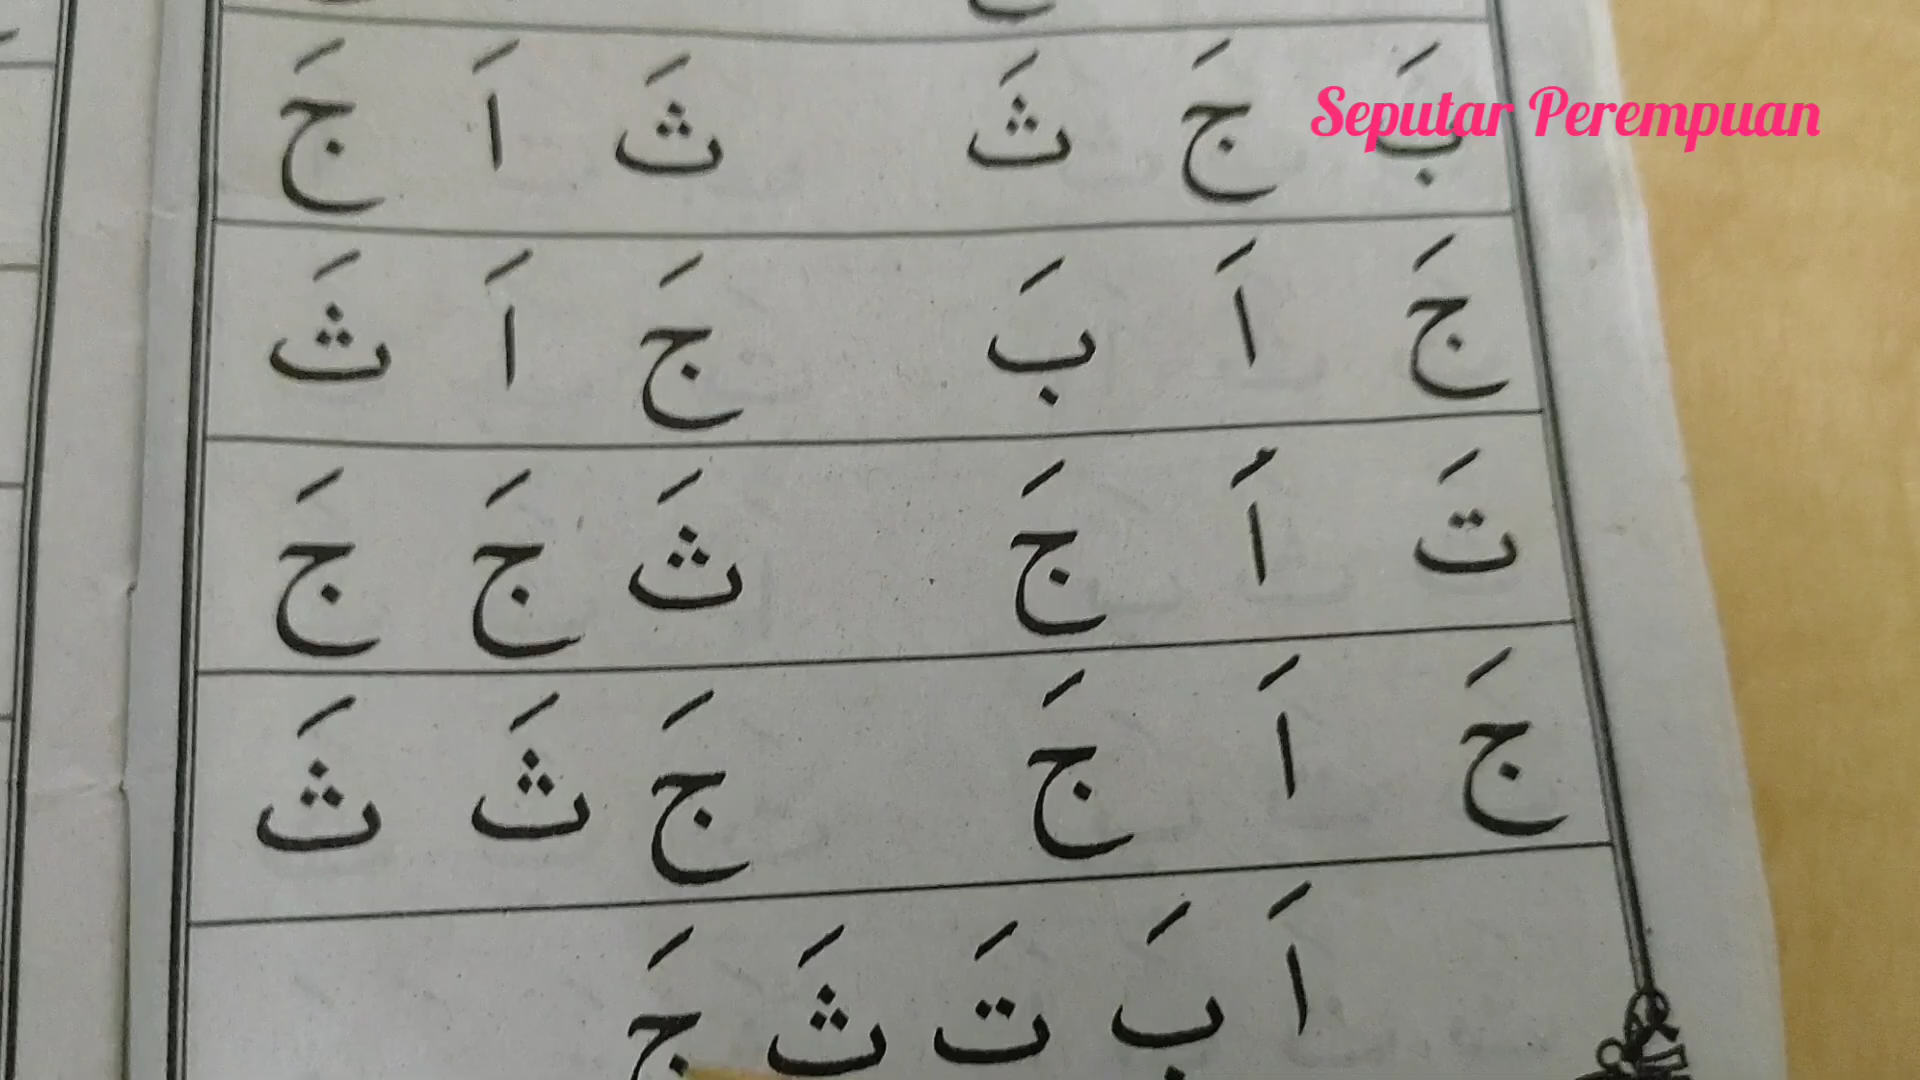 Seputar Perempuan
بَ جَ ثَ ثَ اَ جَ
جَ اَ بَ جَ اَ ثَ
تَ اَ جَ ثَ جَ جَ
جَ اَ جَ جَ ثَ ثَ
اَ بَ تَ ثَ جَ